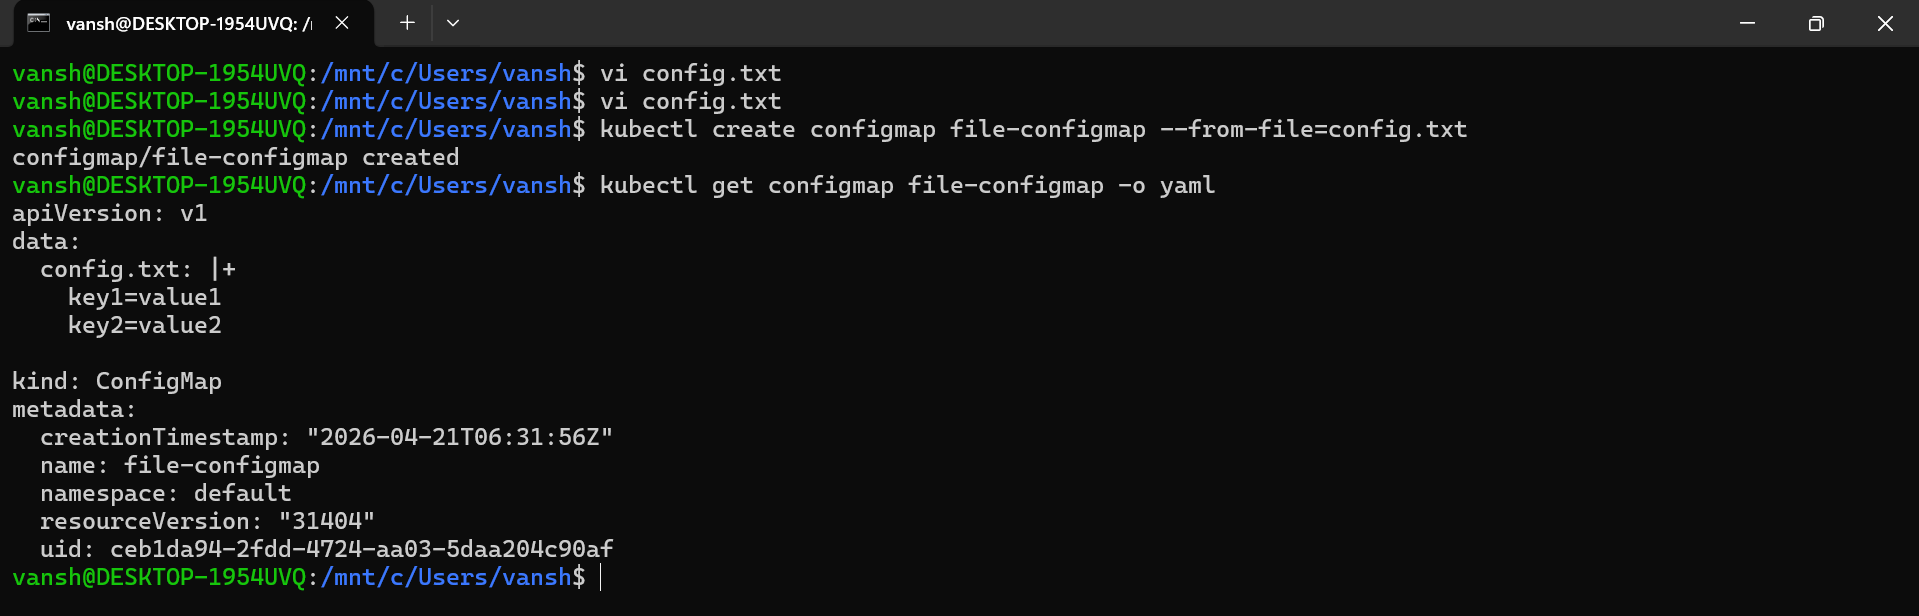 vansh@DESKTOP-1954UVQ: /
vansh@DESKTOP-1954UVQ:/mnt/c/Users/vansh$ vi config.txt
vansh@DESKTOP-1954UVQ:/mnt/c/Users/vansh$ vi config.txt
vansh@DESKTOP-1954UVQ:/mnt/c/Users/vansh$ kubectl create configmap file-configmap --from-file=config.txt
configmap/file-configmap created
vansh@DESKTOP-1954UVQ:/mnt/c/Users/vansh$ kubectl get configmap file-configmap -o yaml
apiVersion: v1
data:
  config.txt: |+
    key1=value1
    key2=value2

kind: ConfigMap
metadata:
  creationTimestamp: "2026-04-21T06:31:56Z"
  name: file-configmap
  namespace: default
  resourceVersion: "31404"
  uid: ceb1da94-2fdd-4724-aa03-5daa204c90af
vansh@DESKTOP-1954UVQ:/mnt/c/Users/vansh$